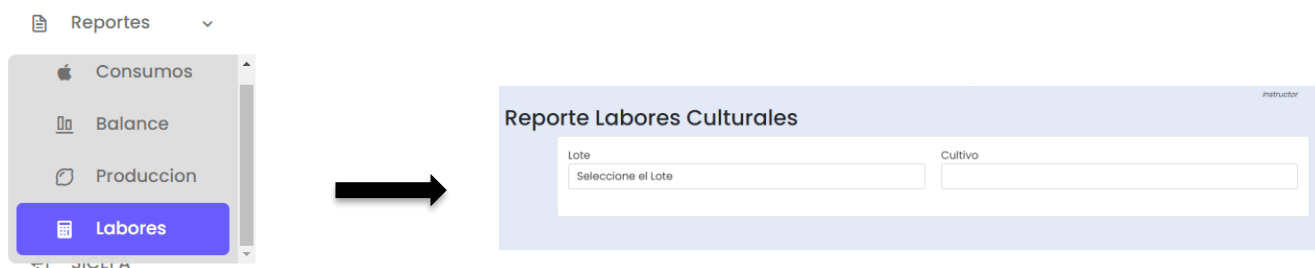 Reportes
Consumos
Balance
Produccion
Labores
Instructor
Reporte Labores Culturales
Lote
Cultivo
Seleccione el Lote